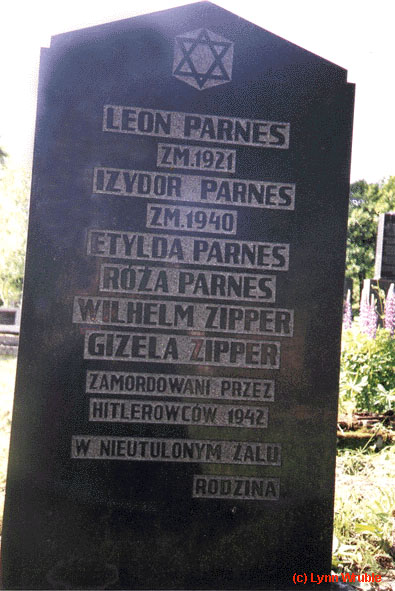 LEON PARNES
ZM.1921
IZYDOR PARNES
ZM.1940
ETYLDA PARNES
RÓŻA PARNES
WILHELM ZIPPER
GIZELA ZIPPER
ZAMORDOWANI PRZEZ
HITLEROWCÓW 1942
W NIEUTULONYM ŻALU
RODZINA
(c) Lynn